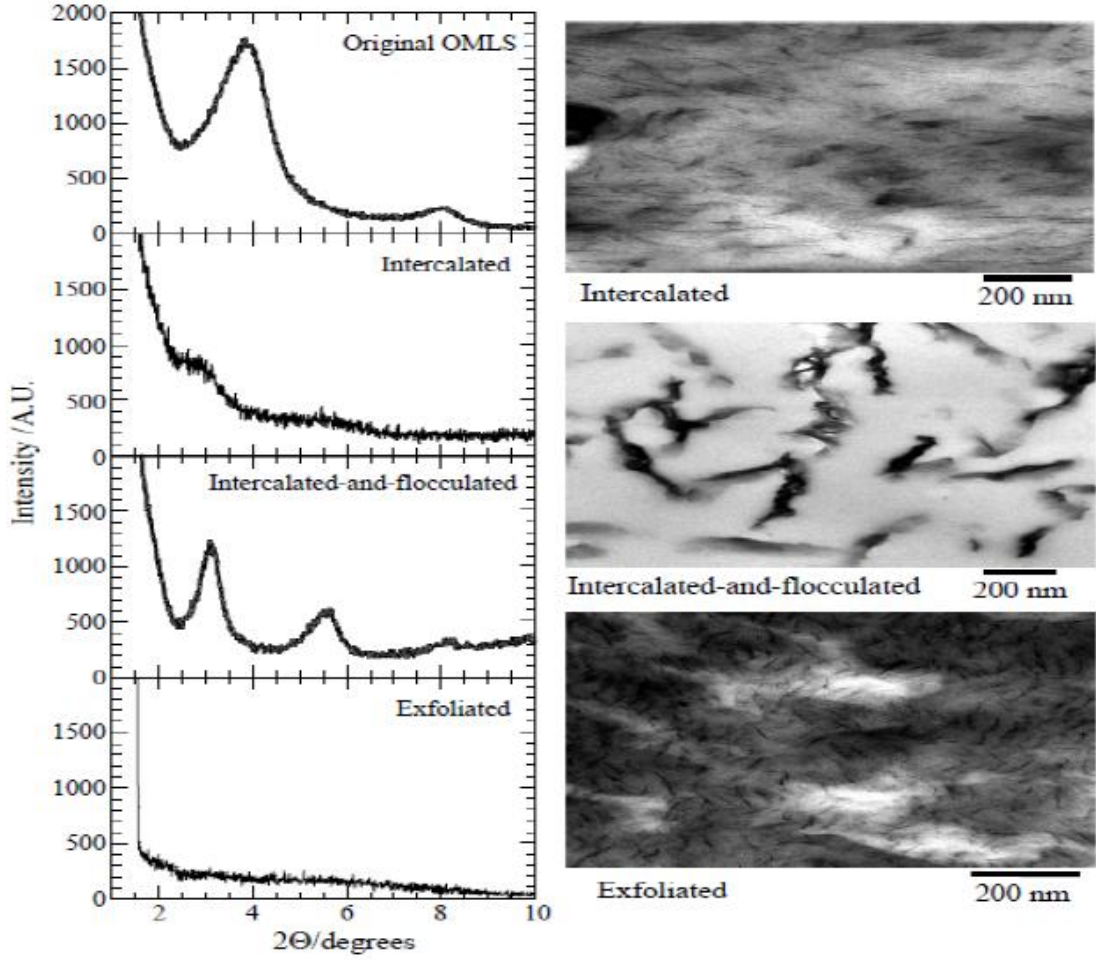 2000
1500
1000
500
0
Original OMLS
1500
1000
500
0
Intercalated
1500
1000
500
0
Intercalated-and-flocculated
1500
1000
500
0
Exfoliated
2 4 6 8 10
2Θ/degrees
Intensity / A.U.
Intercalated
200 nm
Intercalated-and-flocculated
200 nm
Exfoliated
200 nm